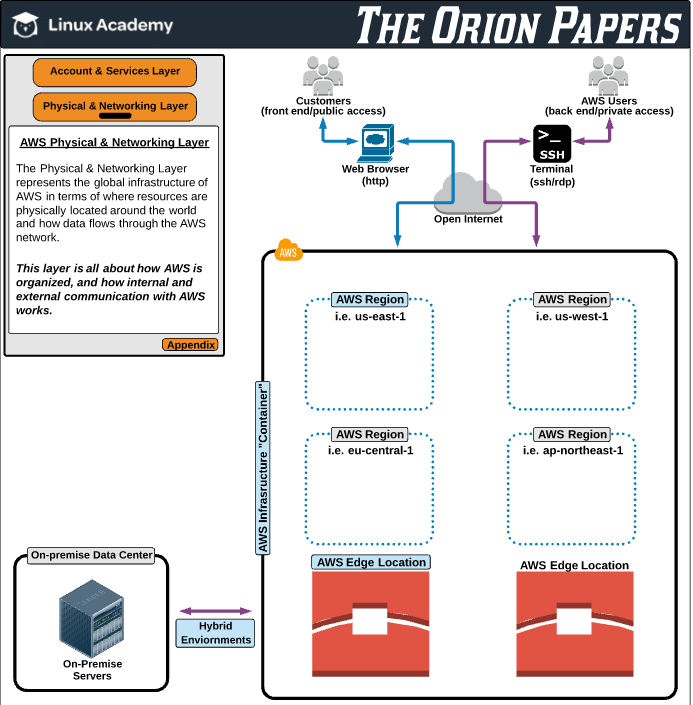 Linux Academy
THE ORION PAPERS
Account & Services Layer
Physical & Networking Layer
AWS Physical & Networking Layer
The Physical & Networking Layer
represents the global infrastructure of
AWS in terms of where resources are
physically located around the world
and how data flows through the AWS
network.
This layer is all about how AWS is
organized, and how internal and
external communication with AWS
works.
Appendix
Customers
(front end/public access)
AWS Users
(back end/private access)
Web Browser
(http)
>_
SSH
Terminal
(ssh/rdp)
Open Internet
AWS
AWS Region
i.e. us-east-1
AWS Region
i.e. us-west-1
AWS Region
i.e. eu-central-1
AWS Region
i.e. ap-northeast-1
AWS Infrasructure "Container"
AWS Edge Location
AWS Edge Location
On-premise Data Center
SERVER
On-Premise
Servers
Hybrid
Enviornments